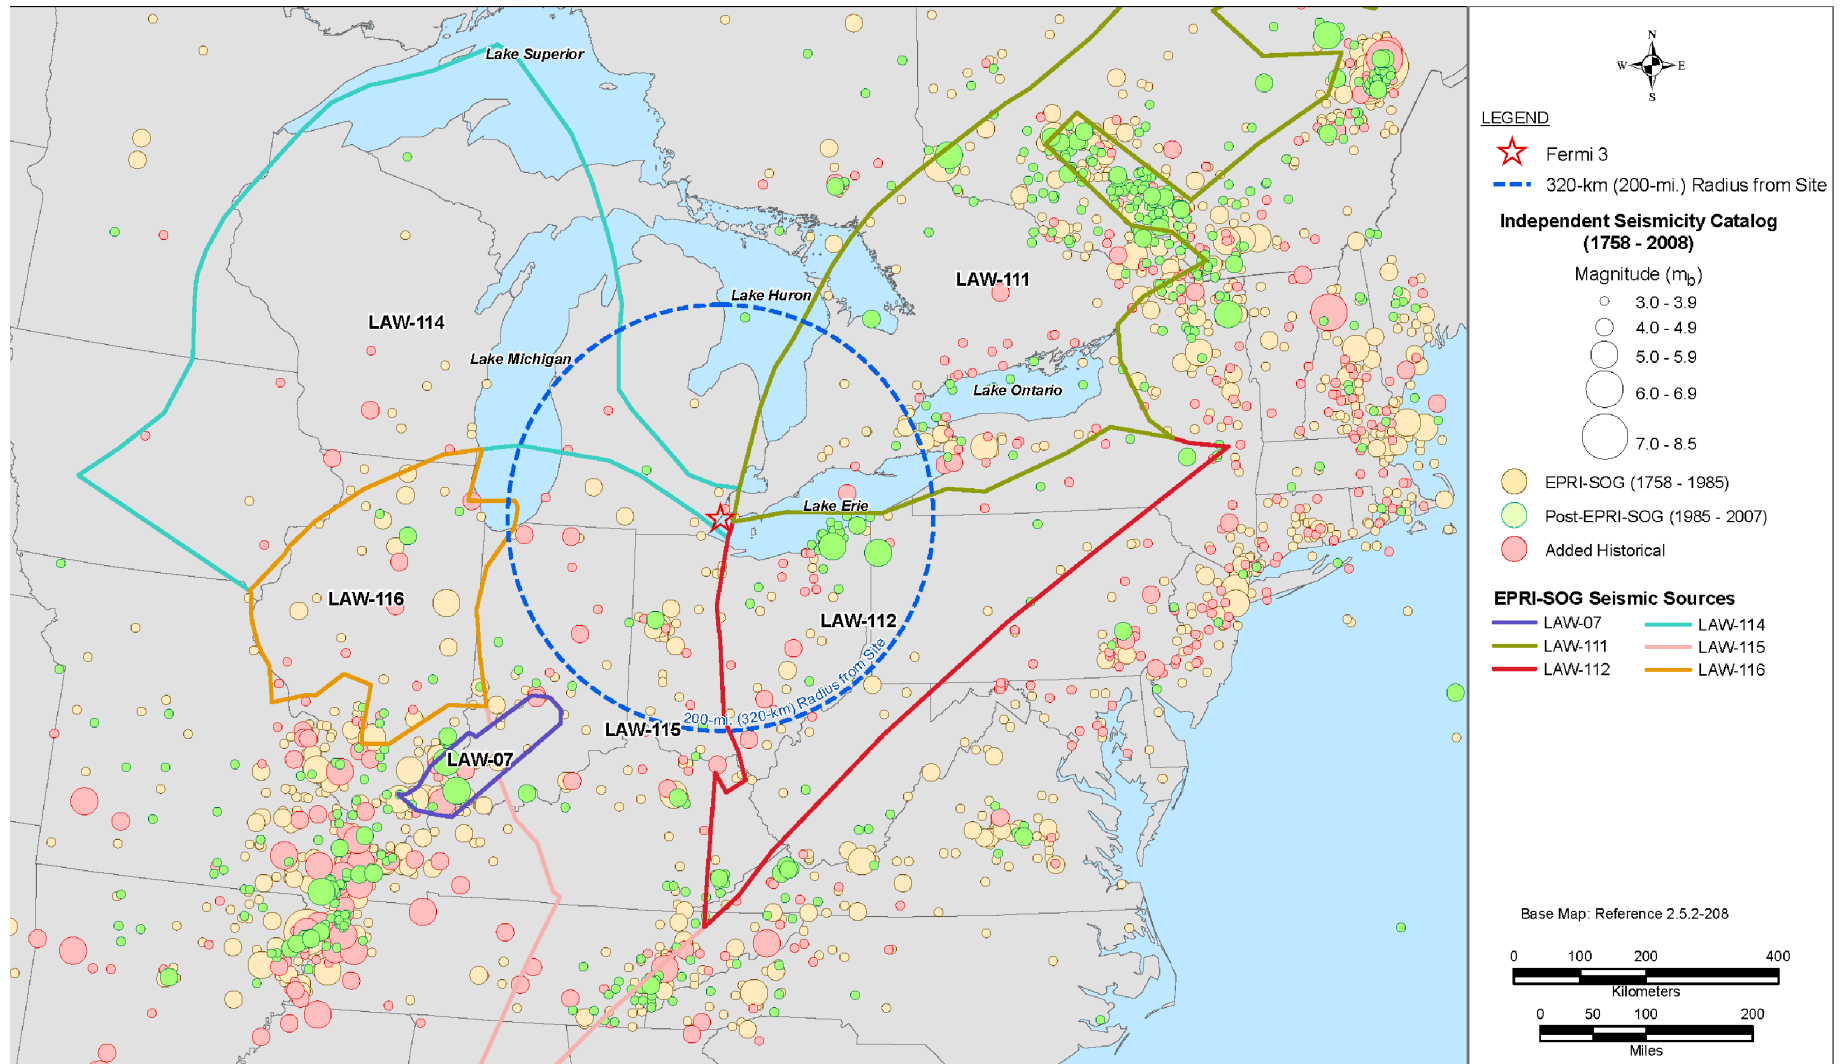 Lake Superior
LAW-111
Lake Huron
LAW-114
Lake Michigan
Lake Ontario
Lake Erie
LAW-116
LAW-112
200-mi. (320-km) Radius from Site
LAW-115
LAW-07
N
W E
S
LEGEND
Fermi 3
320-km (200-mi.) Radius from Site
Independent Seismicity Catalog
(1758 - 2008)
Magnitude (mb)
3.0 - 3.9
4.0 - 4.9
5.0 - 5.9
6.0 - 6.9
7.0 - 8.5
EPRI-SOG (1758 - 1985)
Post-EPRI-SOG (1985 - 2007)
Added Historical
EPRI-SOG Seismic Sources
LAW-07 LAW-114
LAW-111 LAW-115
LAW-112 LAW-116
Base Map: Reference 2.5.2-208
0 100 200 400
Kilometers
0 50 100 200
Miles